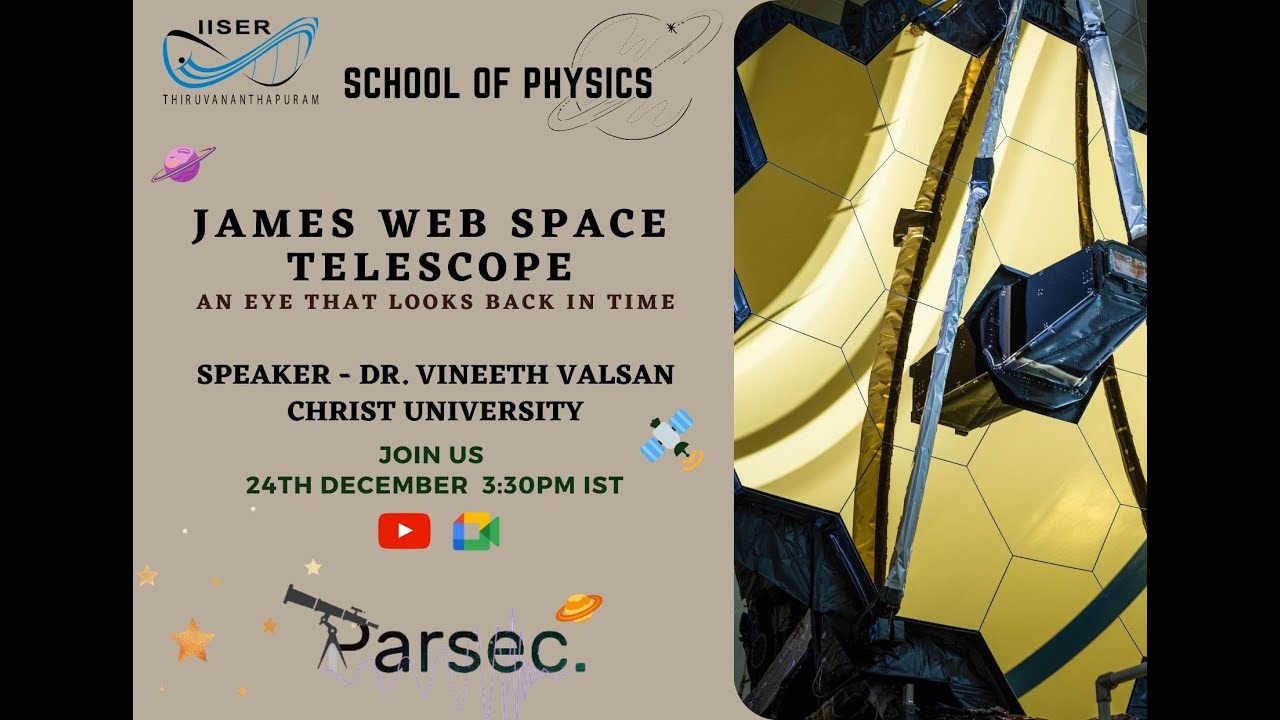 IISER
THIRUVANANTHAPURAM
SCHOOL OF PHYSICS
JAMES WEB SPACE
TELESCOPE
AN EYE THAT LOOKS BACK IN TIME
SPEAKER - DR. VINEETH VALSAN
CHRIST UNIVERSITY
JOIN US
24TH DECEMBER 3:30PM IST
Parsec.